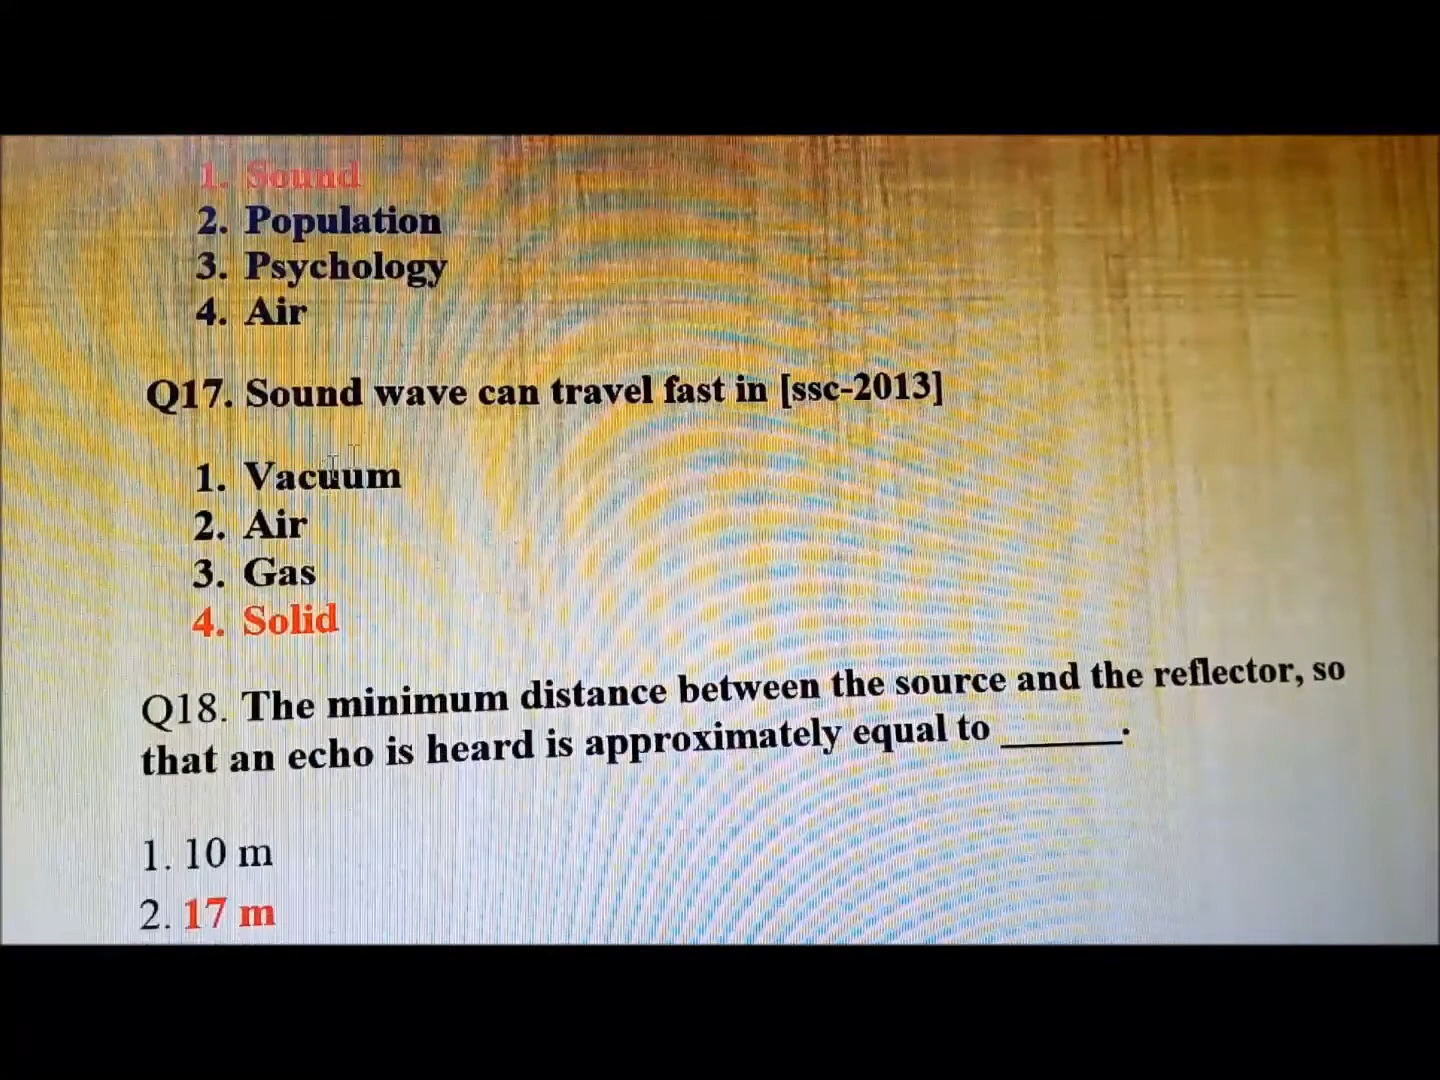 1. Sound
2. Population
3. Psychology
4. Air
Q17. Sound wave can travel fast in [ssc-2013]
1. Vacuum
2. Air
3. Gas
4. Solid
Q18. The minimum distance between the source and the reflector, so
that an echo is heard is approximately equal to ______.
1. 10 m
2. 17 m